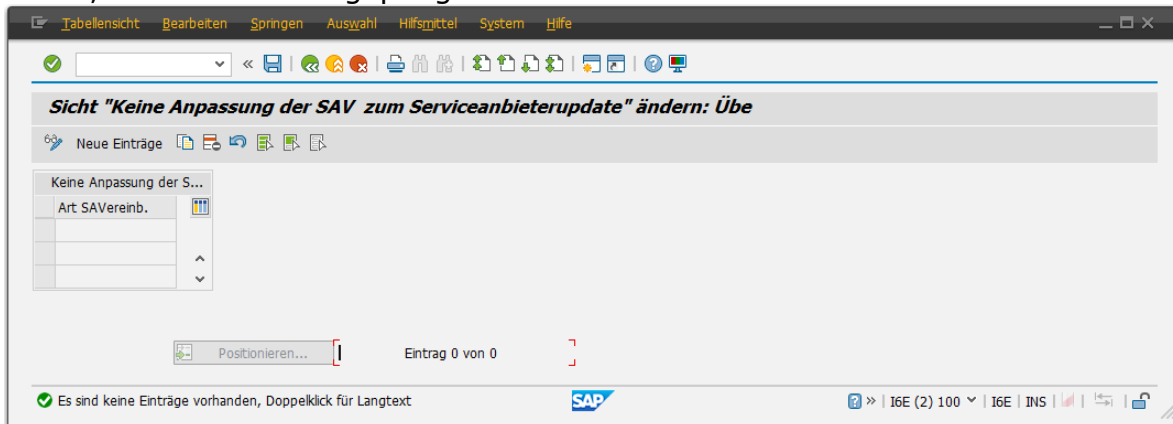 Tabellensicht Bearbeiten Springen Auswahl Hilfsmittel System Hilfe
Sicht "Keine Anpassung der SAV zum Serviceanbieterupdate" ändern: Übe
Neue Einträge
Keine Anpassung der S...
Art SAVereinb.
Positionieren... Eintrag 0 von 0
Es sind keine Einträge vorhanden, Doppelklick für Langtext SAP I6E (2) 100 I6E INS